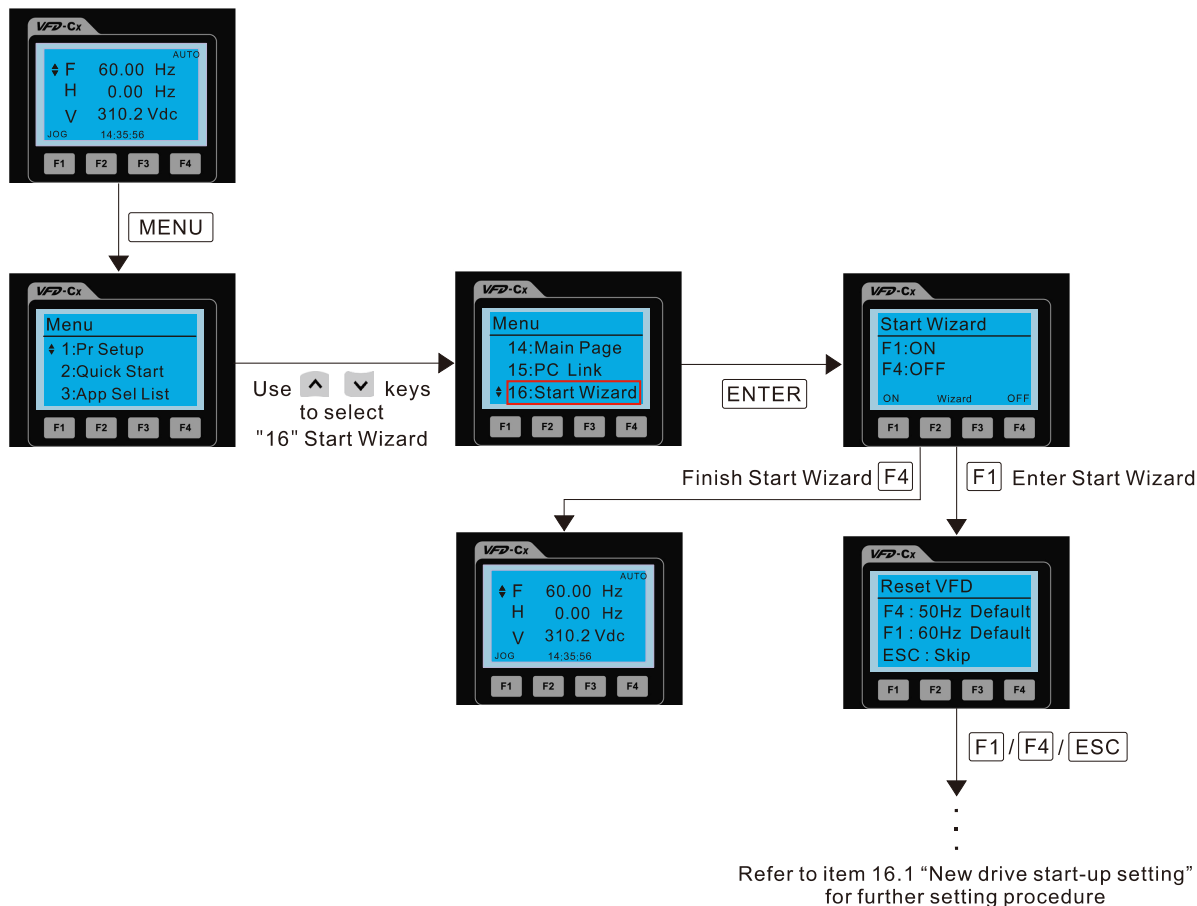 VFD-Cx
AUTO
F 60.00 Hz
H 0.00 Hz
V 310.2 Vdc
JOG 14:35:56
F1 F2 F3 F4
MENU
VFD-Cx
Menu
1:Pr Setup
2:Quick Start
3:App Sel List
F1 F2 F3 F4
Use keys
to select
"16" Start Wizard
VFD-Cx
Menu
14:Main Page
15:PC Link
16:Start Wizard
F1 F2 F3 F4
ENTER
VFD-Cx
Start Wizard
F1:ON
F4:OFF
ON Wizard OFF
F1 F2 F3 F4
Finish Start Wizard F4
F1 Enter Start Wizard
VFD-Cx
AUTO
F 60.00 Hz
H 0.00 Hz
V 310.2 Vdc
JOG 14:35:56
F1 F2 F3 F4
VFD-Cx
Reset VFD
F4 : 50Hz Default
F1 : 60Hz Default
ESC : Skip
F1 F2 F3 F4
F1 / F4 / ESC
Refer to item 16.1 “New drive start-up setting”
for further setting procedure